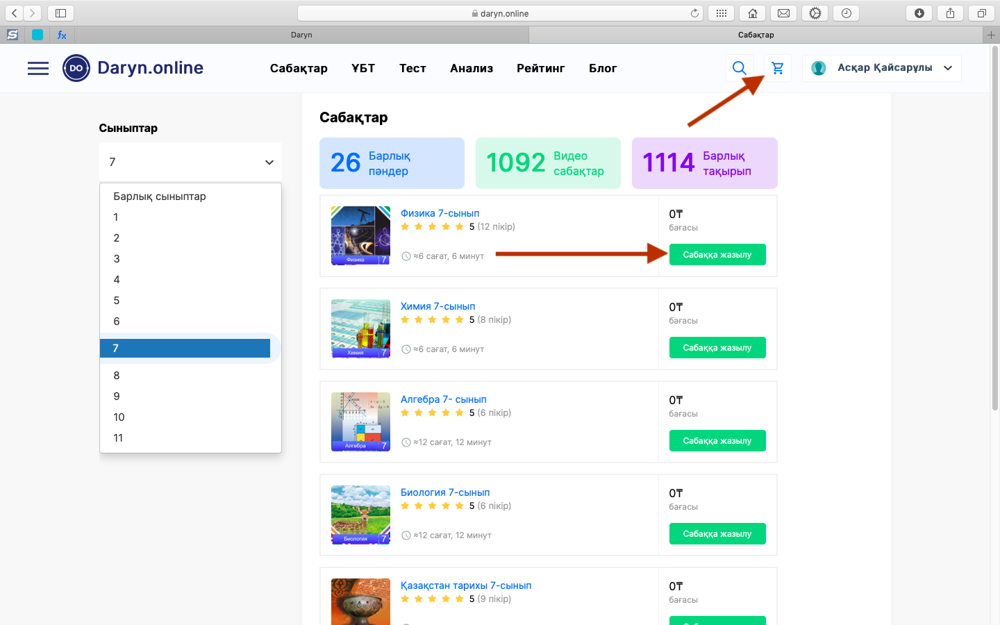 daryn.online
Daryn
Сабақтар
DO
Daryn.online
Сабақтар
ҰБТ
Тест
Анализ
Рейтинг
Блог
Асқар Қайсарұлы
Сыныптар
7
Барлық сыныптар
1
2
3
4
5
6
7
8
9
10
11
Сабақтар
26
Барлық
пәндер
1092
Видео
сабақтар
1114
Барлық
тақырып
Физика 7
Физика 7-сынып
5 (12 пікір)
≈6 сағат, 6 минут
0₸
бағасы
Сабаққа жазылу
Химия 7
Химия 7-сынып
5 (8 пікір)
≈6 сағат, 6 минут
0₸
бағасы
Сабаққа жазылу
Алгебра 7
Алгебра 7- сынып
5 (6 пікір)
≈12 сағат, 12 минут
0₸
бағасы
Сабаққа жазылу
Биология 7
Биология 7-сынып
5 (6 пікір)
≈12 сағат, 12 минут
0₸
бағасы
Сабаққа жазылу
Қазақстан тарихы 7-сынып
5 (9 пікір)
0₸
бағасы